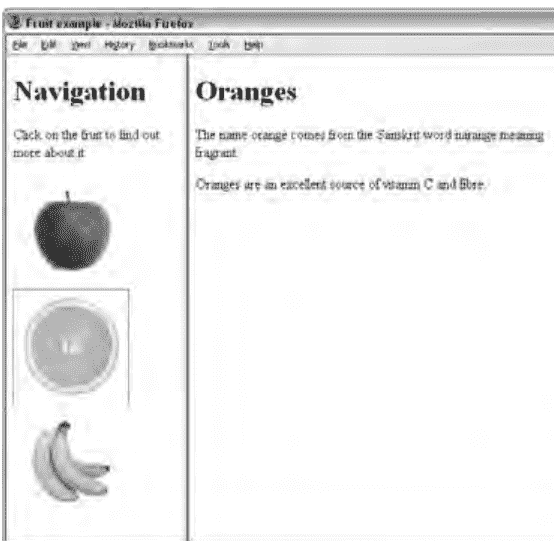 Fruit example - Mozilla Firefox
File Edit View History Bookmarks Tools Help
Navigation
Click on the fruit to find out
more about it
Oranges
The name orange comes from the Sanskrit word narange meaning
fragrant
Oranges are an excellent source of vitamin C and fibre